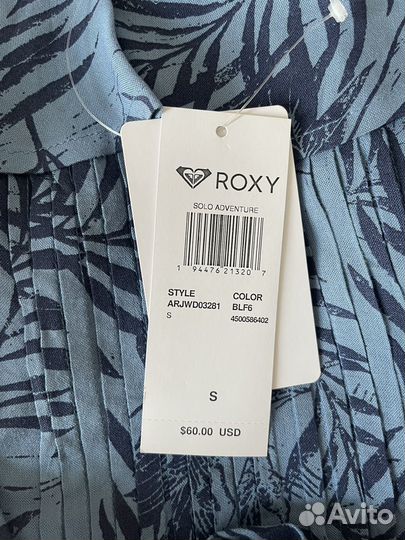 ROXY
SOLO ADVENTURE
1 94476 21320 7
STYLE COLOR
ARJWD03281 BLF6
S 4500586402
S
$60.00 USD
Avito